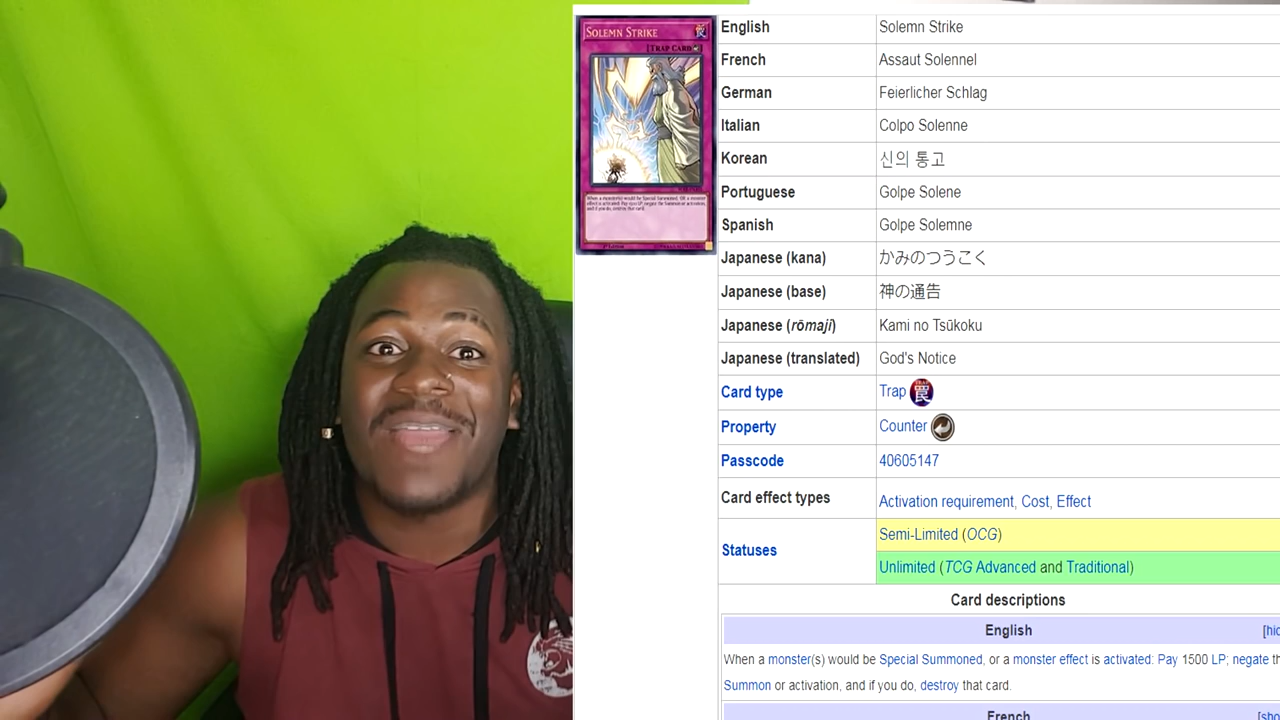 SOLEMN STRIKE
[TRAP CARD
English Solemn Strike
French Assaut Solennel
German Feierlicher Schlag
Italian Colpo Solenne
Korean 신의 통고
Portuguese Golpe Solene
Spanish Golpe Solemne
Japanese (kana) かみのつうこく
Japanese (base) 神の通告
Japanese (rōmaji) Kami no Tsūkoku
Japanese (translated) God's Notice
Card type Trap 罠
Property Counter
Passcode 40605147
Card effect types Activation requirement, Cost, Effect
Statuses
Semi-Limited (OCG)
Unlimited (TCG Advanced and Traditional)
Card descriptions
English [hid
When a monster(s) would be Special Summoned, or a monster effect is activated: Pay 1500 LP; negate th
Summon or activation, and if you do, destroy that card.
French [sho